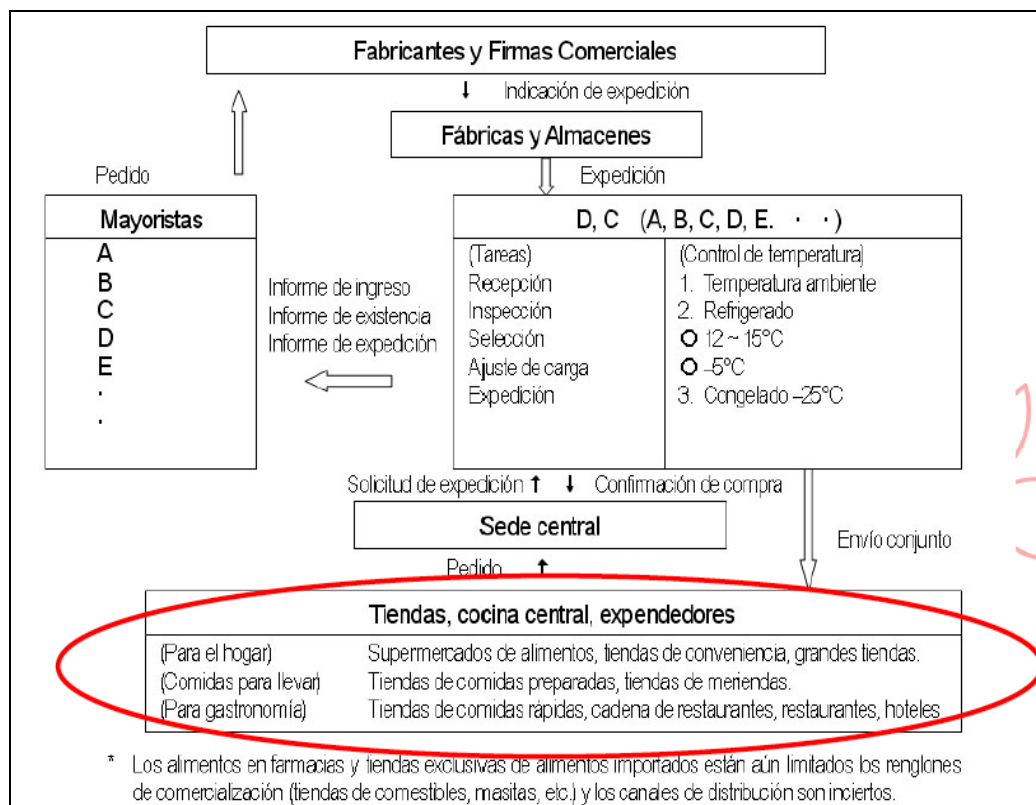 Fabricantes y Firmas Comerciales
Indicación de expedición
Fábricas y Almacenes
Pedido
Expedición
Mayoristas
A
B
C
D
E
.
.
Informe de ingreso
Informe de existencia
Informe de expedición
D, C (A, B, C, D, E. · ·)
(Tareas)
Recepción
Inspección
Selección
Ajuste de carga
Expedición
(Control de temperatura)
1. Temperatura ambiente
2. Refrigerado
12 ~ 15°C
–5°C
3. Congelado –25°C
Solicitud de expedición
Confirmación de compra
Sede central
Envío conjunto
Pedido
Tiendas, cocina central, expendedores
(Para el hogar) Supermercados de alimentos, tiendas de conveniencia, grandes tiendas.
(Comidas para llevar) Tiendas de comidas preparadas, tiendas de meriendas.
(Para gastronomía) Tiendas de comidas rápidas, cadena de restaurantes, restaurantes, hoteles
* Los alimentos en farmacias y tiendas exclusivas de alimentos importados están aún limitados los renglones
de comercialización (tiendas de comestibles, masitas, etc.) y los canales de distribución son inciertos.